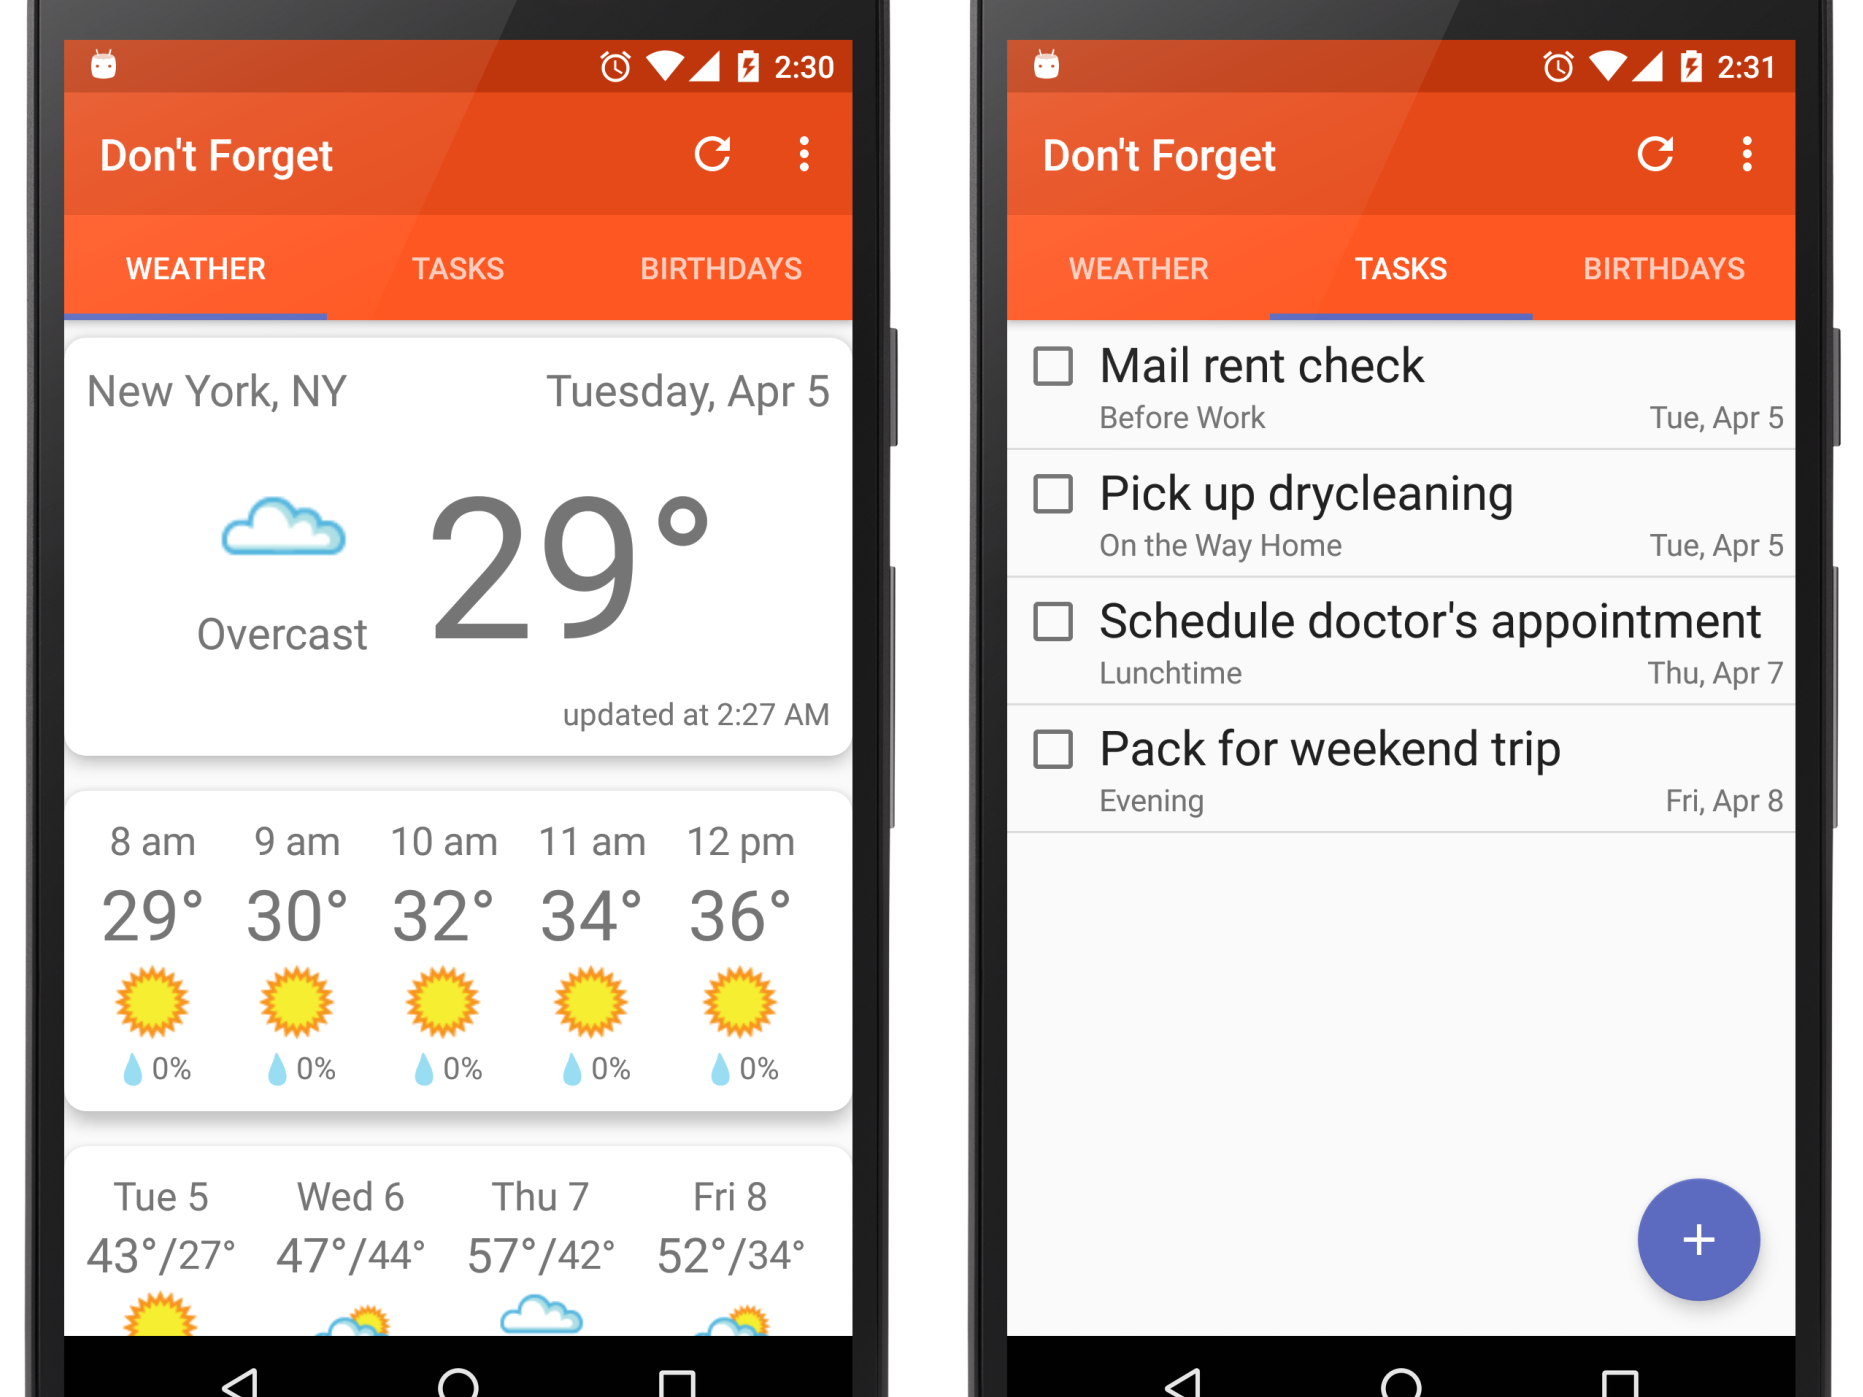 2:30
Don't Forget
WEATHER TASKS BIRTHDAYS
New York, NY Tuesday, Apr 5
29°
Overcast
updated at 2:27 AM
8 am 9 am 10 am 11 am 12 pm
29° 30° 32° 34° 36°
0% 0% 0% 0% 0%
Tue 5 Wed 6 Thu 7 Fri 8
43°/27° 47°/44° 57°/42° 52°/34°
2:31
Don't Forget
WEATHER TASKS BIRTHDAYS
Mail rent check
Before Work Tue, Apr 5
Pick up drycleaning
On the Way Home Tue, Apr 5
Schedule doctor's appointment
Lunchtime Thu, Apr 7
Pack for weekend trip
Evening Fri, Apr 8
+